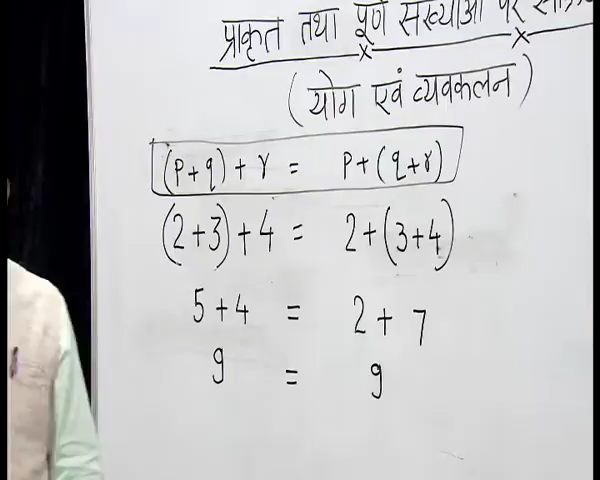 प्राकृत तथा पूर्ण संख्याओं पर
(योग एवं व्यवकलन)
(p+q)+r = p+(q+r)
(2+3)+4 = 2+(3+4)
5+4 = 2+7
9 = 9